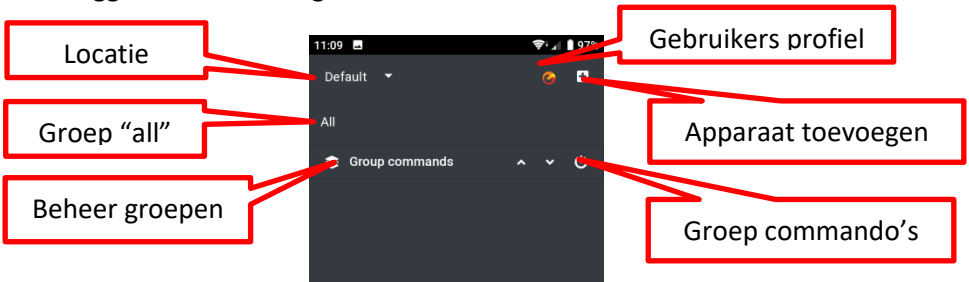 Gebruikers profiel
Locatie
11:09
97%
Default
Groep “all”
All
Apparaat toevoegen
Group commands
Beheer groepen
Groep commando’s